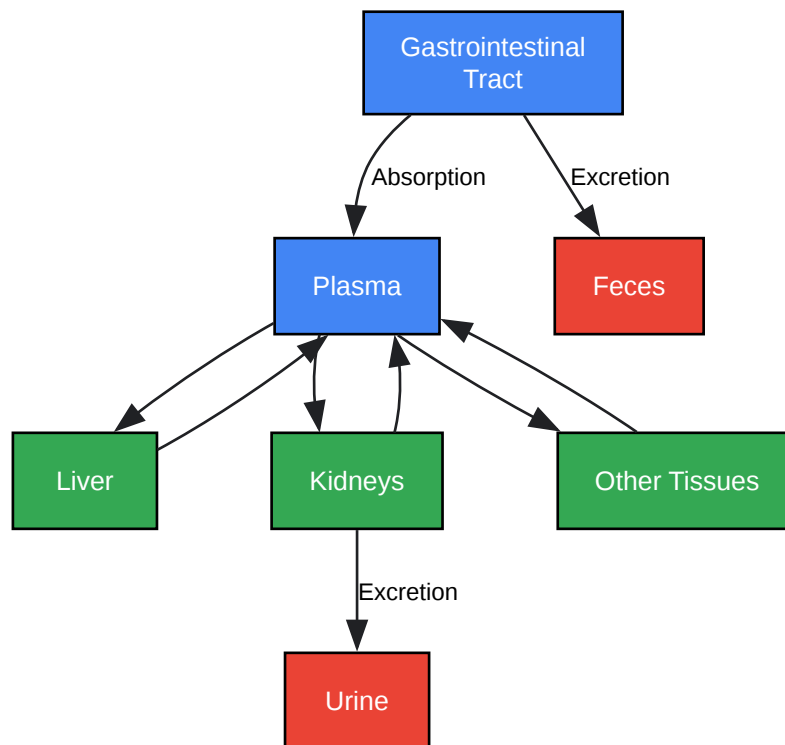 Gastrointestinal
Tract
Absorption
Excretion
Plasma
Feces
Liver
Kidneys
Other Tissues
Excretion
Urine